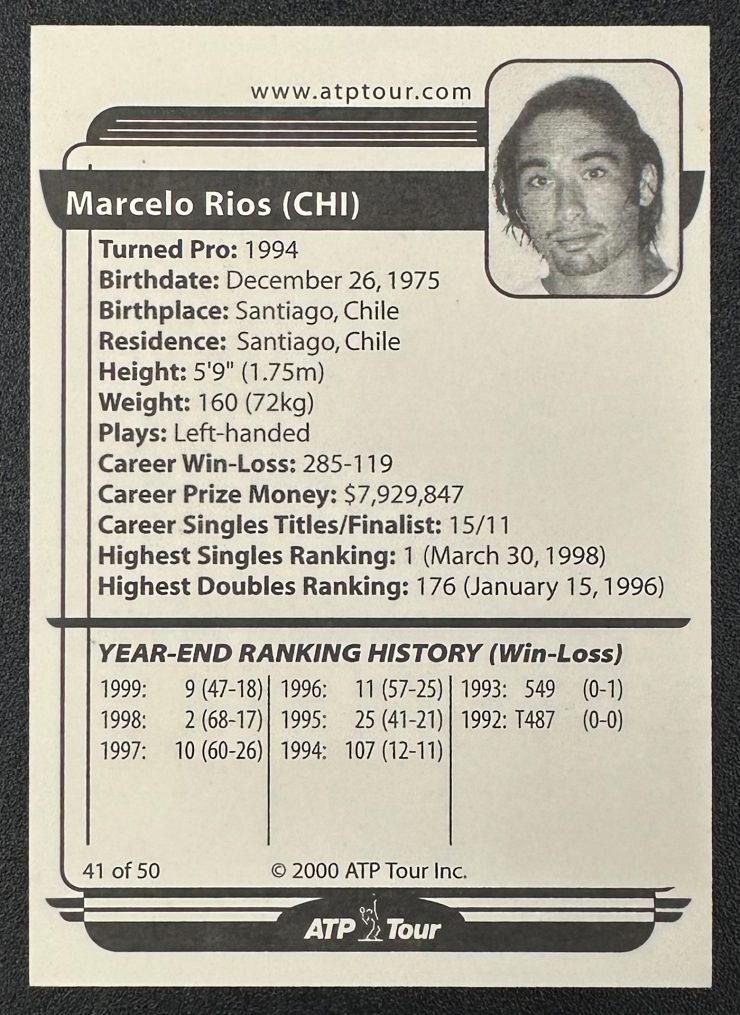 www.atptour.com
Marcelo Rios (CHI)
Turned Pro: 1994
Birthdate: December 26, 1975
Birthplace: Santiago, Chile
Residence: Santiago, Chile
Height: 5'9" (1.75m)
Weight: 160 (72kg)
Plays: Left-handed
Career Win-Loss: 285-119
Career Prize Money: $7,929,847
Career Singles Titles/Finalist: 15/11
Highest Singles Ranking: 1 (March 30, 1998)
Highest Doubles Ranking: 176 (January 15, 1996)
YEAR-END RANKING HISTORY (Win-Loss)
1999: 9 (47-18) 1996: 11 (57-25) 1993: 549 (0-1)
1998: 2 (68-17) 1995: 25 (41-21) 1992: T487 (0-0)
1997: 10 (60-26) 1994: 107 (12-11)
41 of 50 © 2000 ATP Tour Inc.
ATP Tour